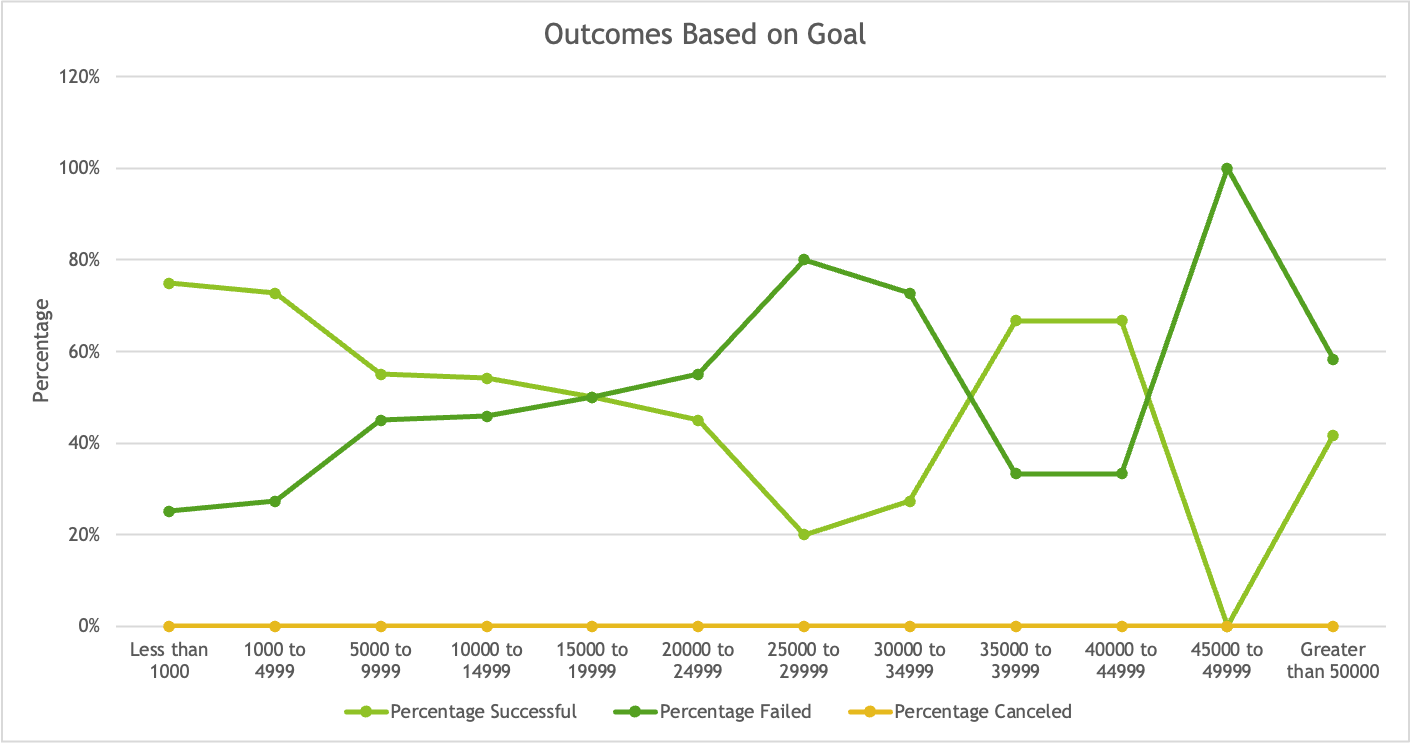 Outcomes Based on Goal
120%
100%
80%
60%
40%
20%
0%
Percentage
Less than 1000
1000 to 4999
5000 to 9999
10000 to 14999
15000 to 19999
20000 to 24999
25000 to 29999
30000 to 34999
35000 to 39999
40000 to 44999
45000 to 49999
Greater than 50000
Percentage Successful
Percentage Failed
Percentage Canceled